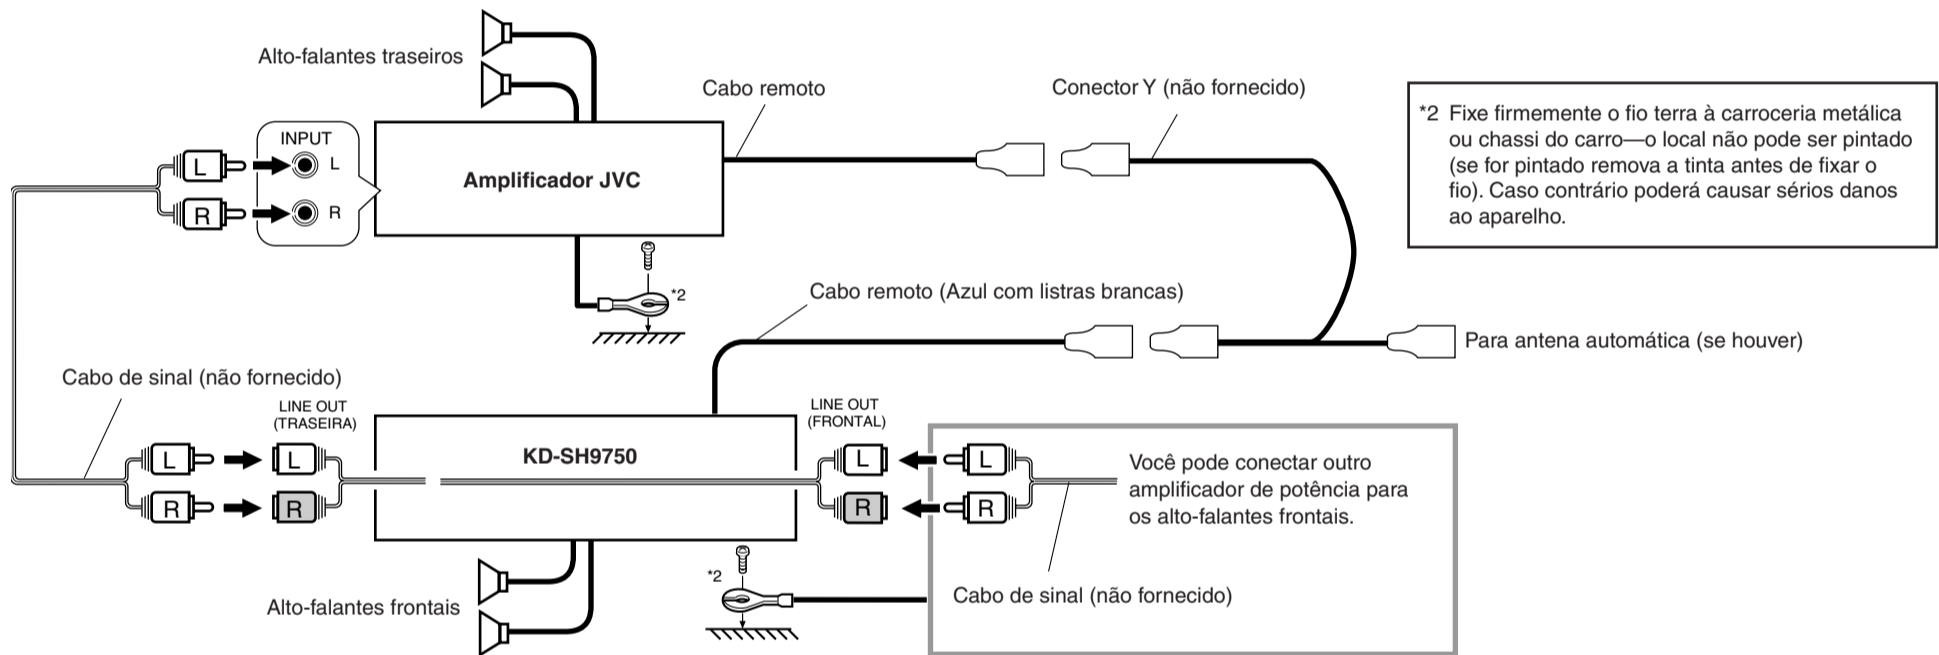 Alto-falantes traseiros
Cabo remoto
Conector Y (não fornecido)
*2 Fixe firmemente o fio terra à carroceria metálica
ou chassi do carro—o local não pode ser pintado
(se for pintado remova a tinta antes de fixar o
fio). Caso contrário poderá causar sérios danos
ao aparelho.
INPUT
L
L
R
R
Amplificador JVC
*2
Cabo remoto (Azul com listras brancas)
Para antena automática (se houver)
Cabo de sinal (não fornecido)
LINE OUT
(TRASEIRA)
LINE OUT
(FRONTAL)
L
L
R
R
KD-SH9750
L
L
R
R
Você pode conectar outro
amplificador de potência para
os alto-falantes frontais.
*2
Cabo de sinal (não fornecido)
Alto-falantes frontais